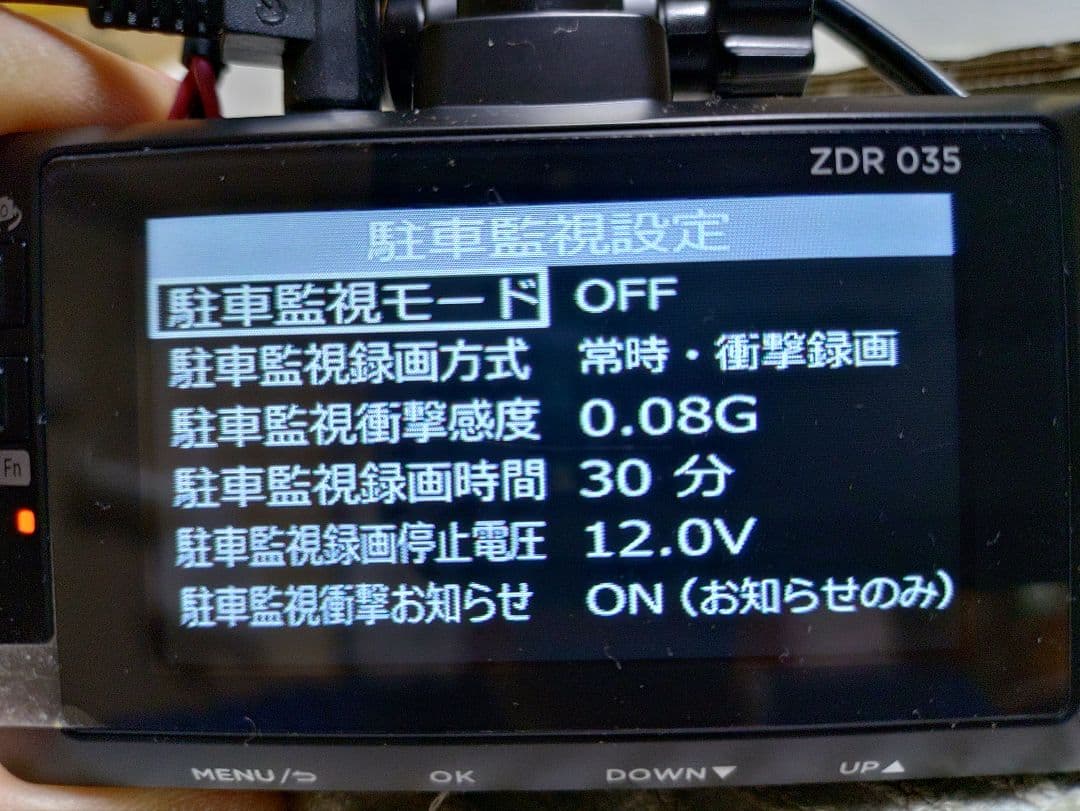 ZDR 035
駐車監視設定
駐車監視モード OFF
駐車監視録画方式 常時・衝撃録画
駐車監視衝撃感度 0.08G
駐車監視録画時間 30 分
駐車監視録画停止電圧 12.0V
駐車監視衝撃お知らせ ON（お知らせのみ）
Fn
MENU/⮌ OK DOWN▼ UP▲